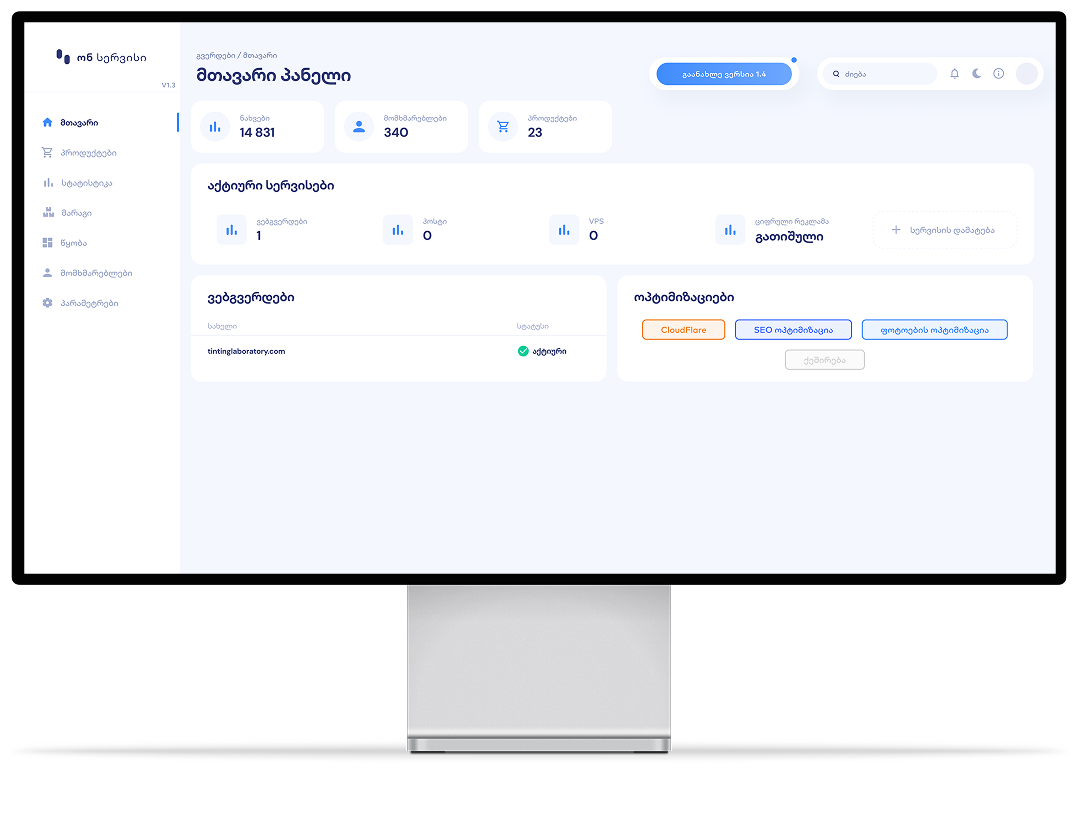 ონ სერვისი
V1.3
მთავარი
პროდუქტები
სტატისტიკა
მარაგი
წყობა
მომხმარებლები
პარამეტრები
გვერდები / მთავარი
მთავარი პანელი
გაანახლე ვერსია 1.4
ძიება
ნახვები
14 831
მომხმარებლები
340
პროდუქტები
23
აქტიური სერვისები
ვებგვერდები
1
ჰოსტი
0
VPS
0
ციფრული რეკლამა
გათიშული
სერვისის დამატება
ვებგვერდები
სახელი
სტატუსი
tintinglaboratory.com
აქტიური
ოპტიმიზაციები
CloudFlare
SEO ოპტიმიზაცია
ფოტოების ოპტიმიზაცია
ქეშირება